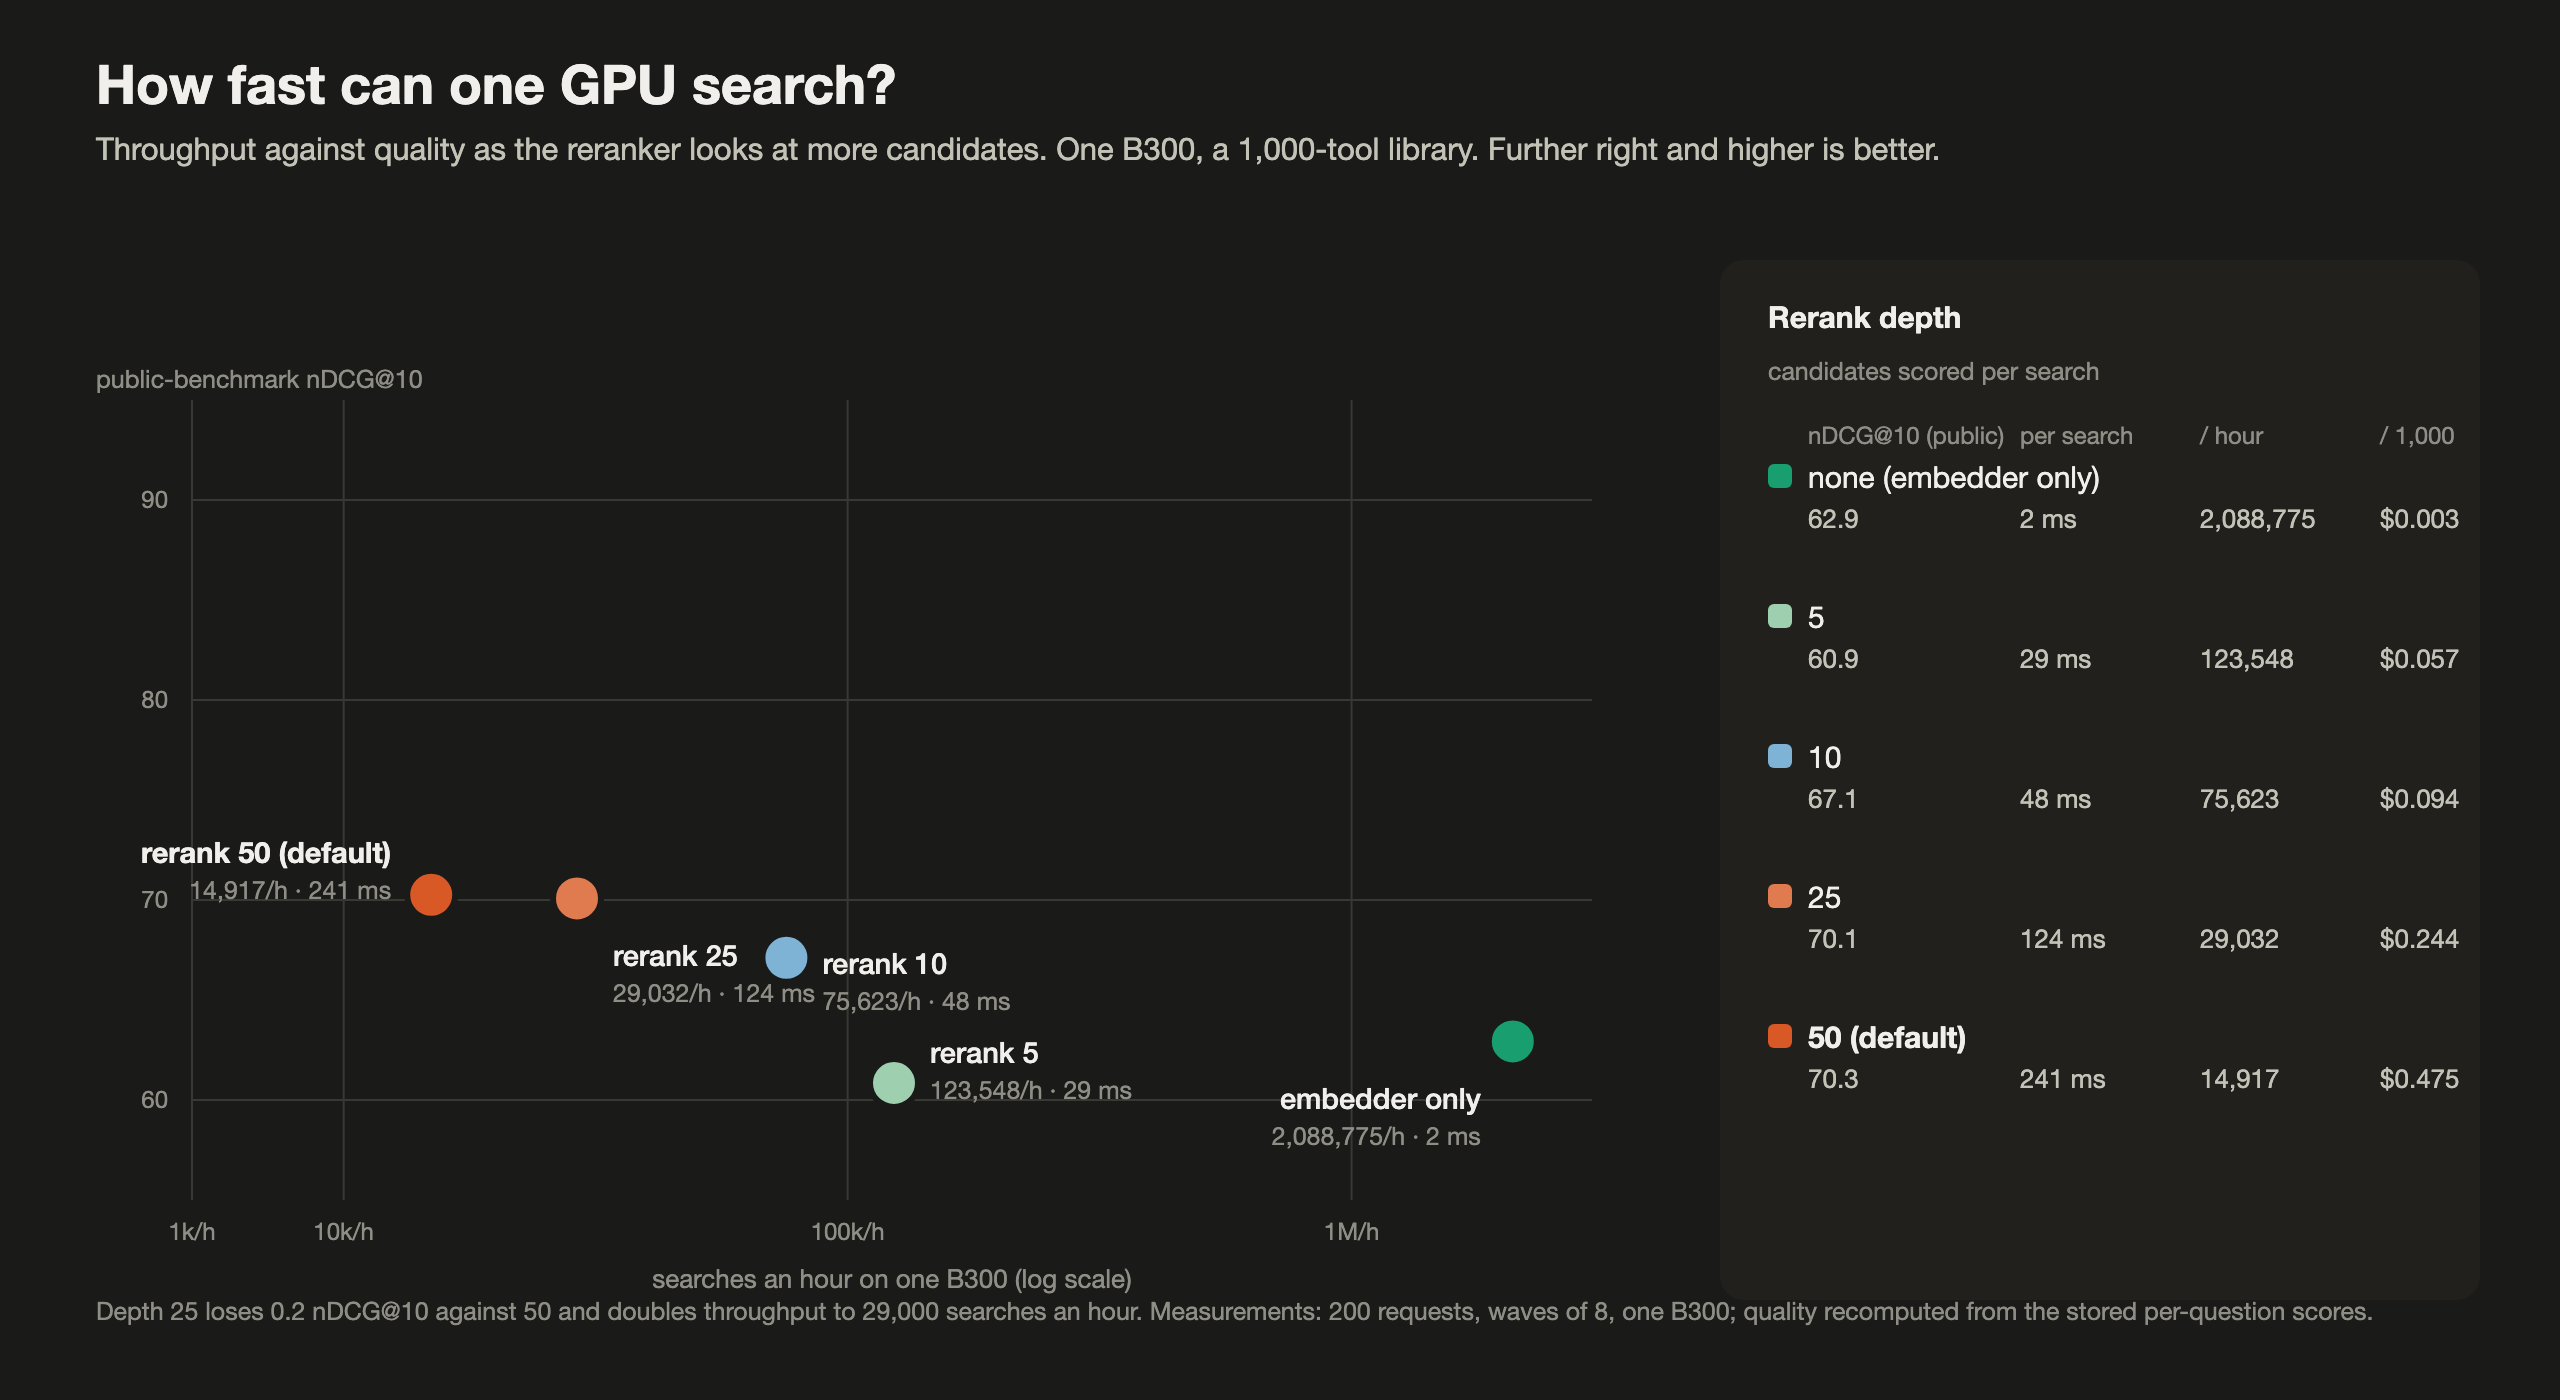 How fast can one GPU search?
Throughput against quality as the reranker looks at more candidates. One B300, a 1,000-tool library. Further right and higher is better.
public-benchmark nDCG@10
90
80
70
60
rerank 50 (default)
14,917/h · 241 ms
rerank 25
29,032/h · 124 ms
rerank 10
75,623/h · 48 ms
rerank 5
123,548/h · 29 ms
embedder only
2,088,775/h · 2 ms
1k/h 10k/h 100k/h 1M/h
searches an hour on one B300 (log scale)
Rerank depth
candidates scored per search
nDCG@10 (public) per search / hour / 1,000
none (embedder only)
62.9 2 ms 2,088,775 $0.003
5
60.9 29 ms 123,548 $0.057
10
67.1 48 ms 75,623 $0.094
25
70.1 124 ms 29,032 $0.244
50 (default)
70.3 241 ms 14,917 $0.475
Depth 25 loses 0.2 nDCG@10 against 50 and doubles throughput to 29,000 searches an hour. Measurements: 200 requests, waves of 8, one B300; quality recomputed from the stored per-question scores.